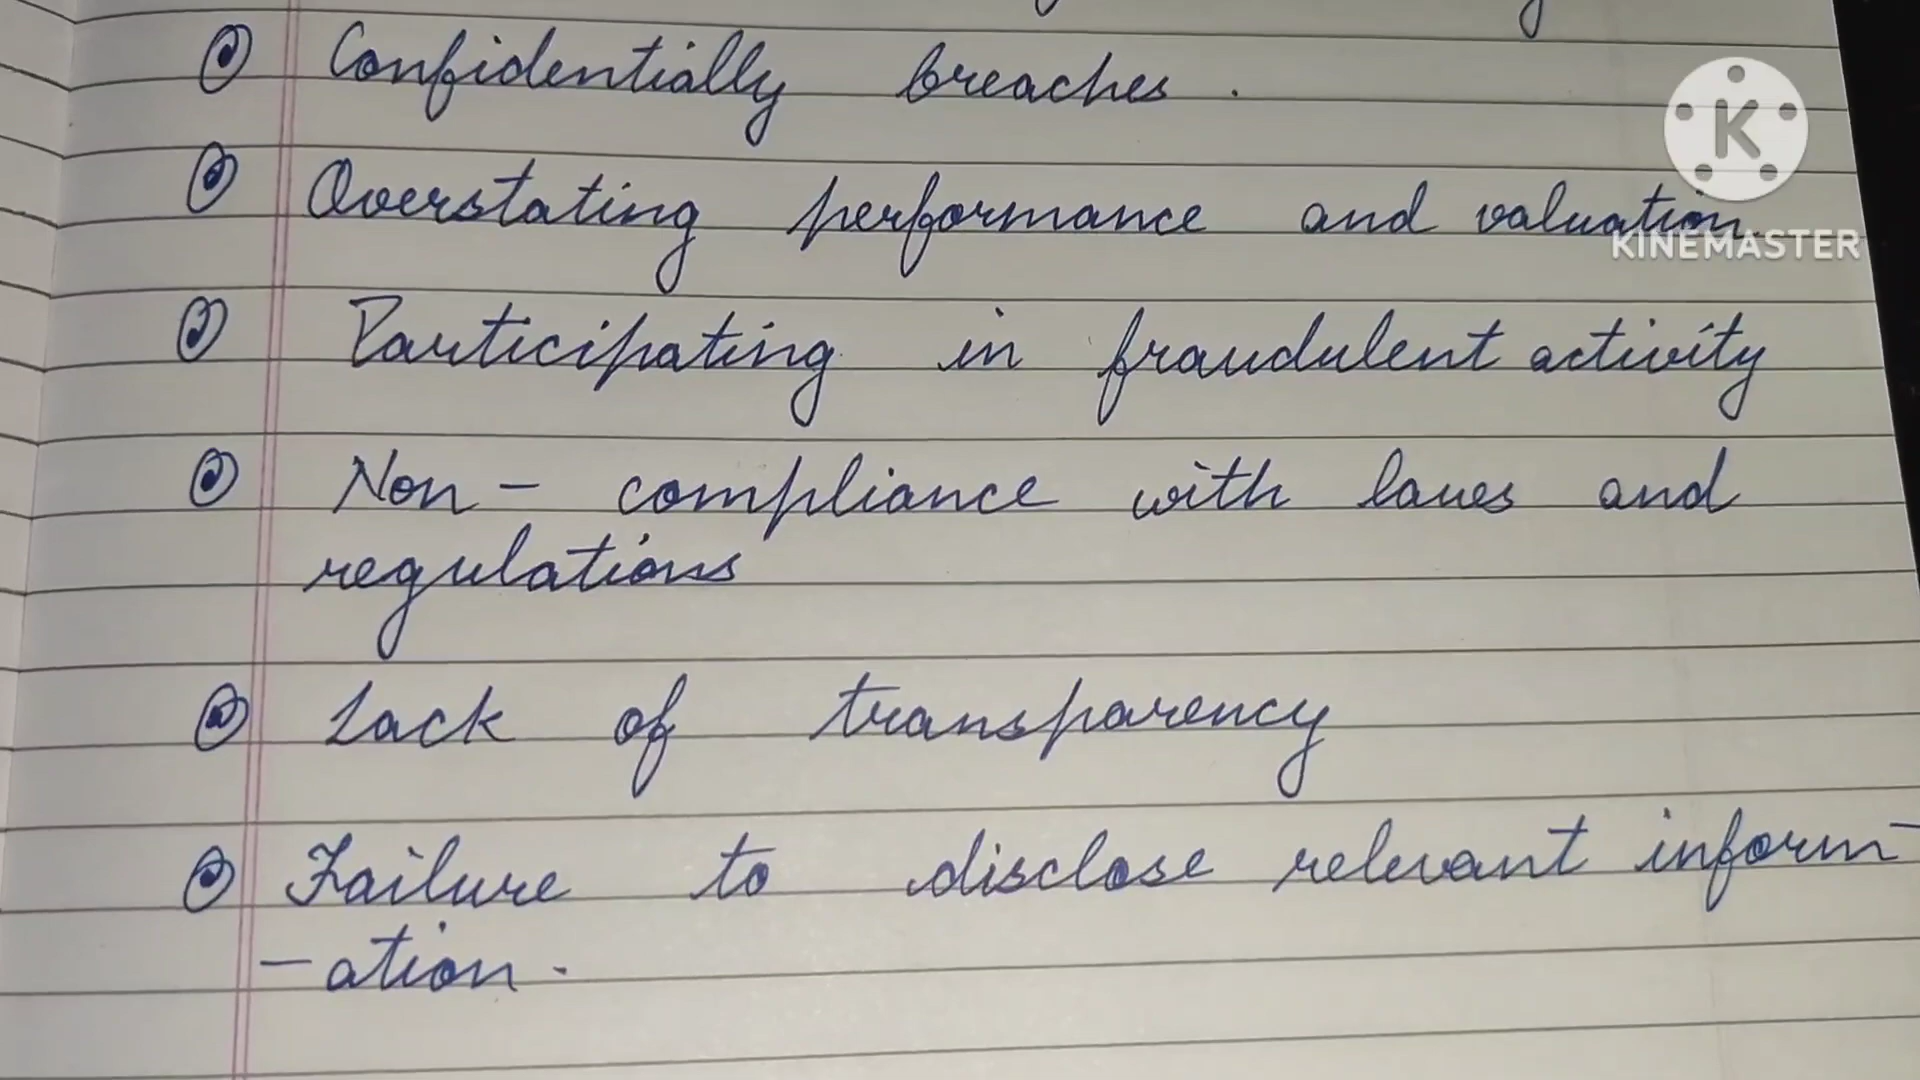 Confidentially breaches.
Overstating performance and valuation.
Participating in fraudulent activity
Non - compliance with laws and
regulations
Lack of transparency
Failure to disclose relevant inform-
-ation.
K
KINEMASTER